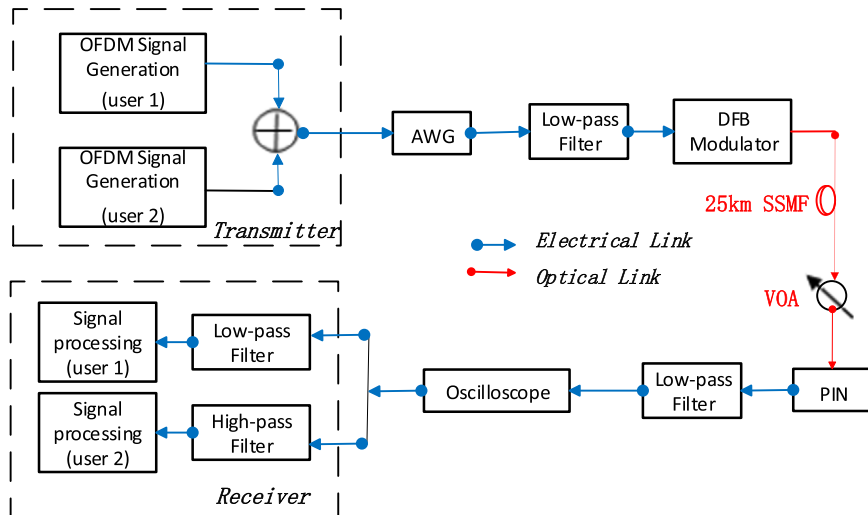 OFDM Signal
Generation
(user 1)
OFDM Signal
Generation
(user 2)
Transmitter
AWG
Low-pass
Filter
DFB
Modulator
25km SSMF
VOA
Electrical Link
Optical Link
PIN
Low-pass
Filter
Oscilloscope
Low-pass
Filter
High-pass
Filter
Signal
processing
(user 1)
Signal
processing
(user 2)
Receiver